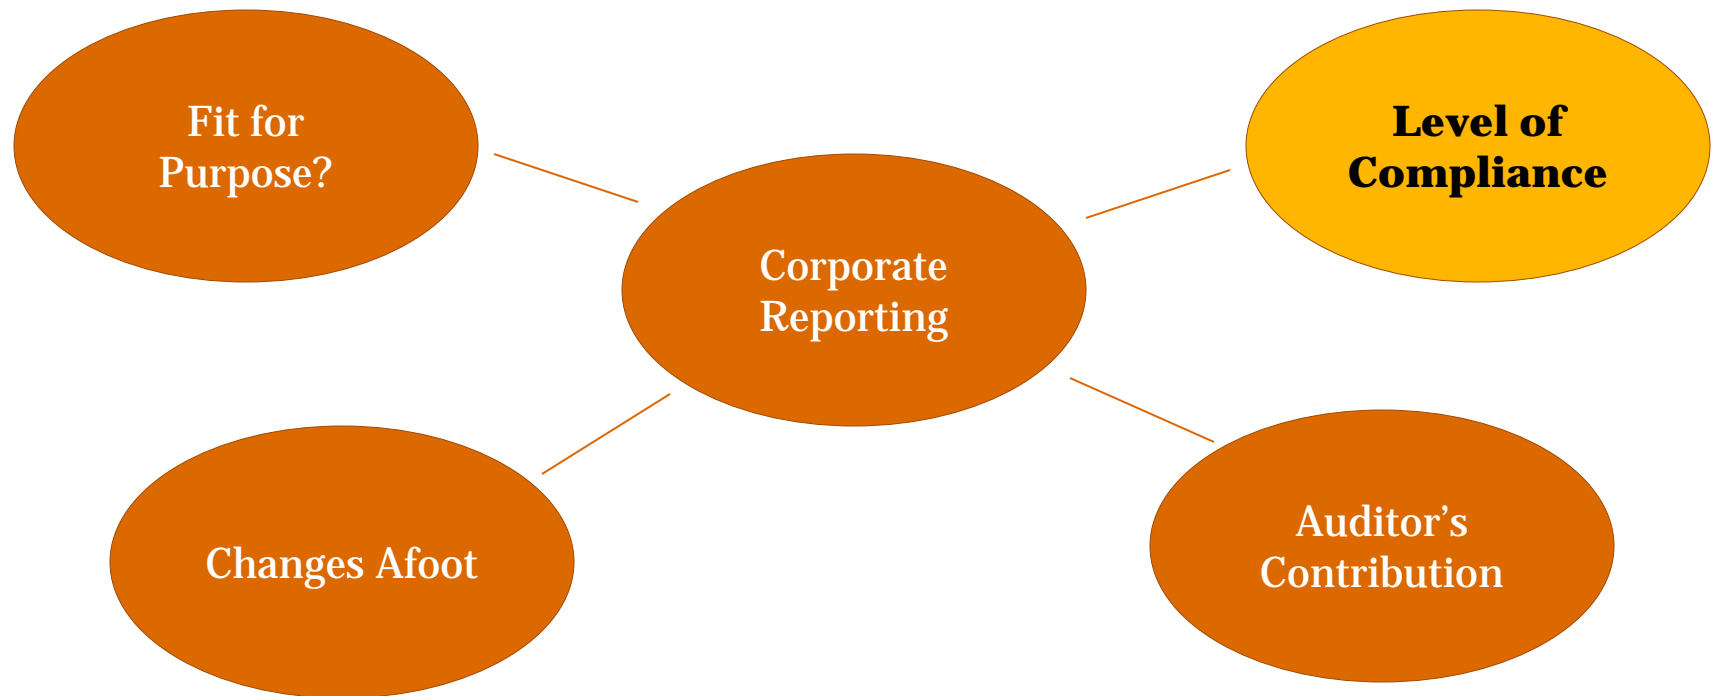 Fit for
Purpose?
Level of
Compliance
Corporate
Reporting
Changes Afoot
Auditor’s
Contribution